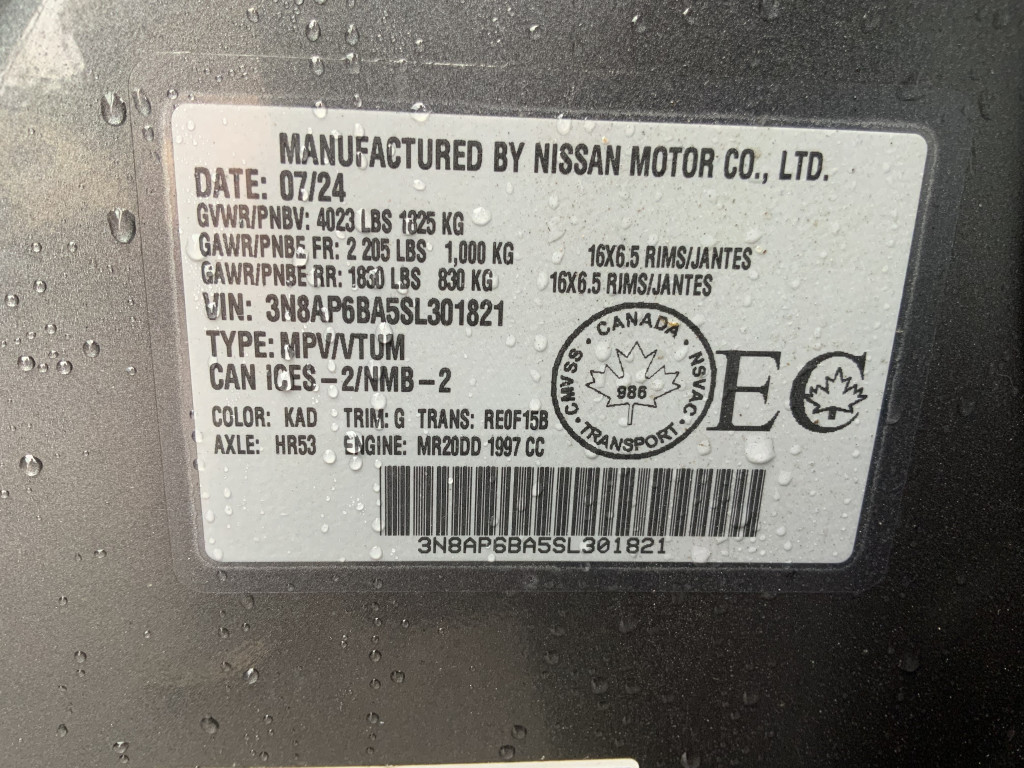 MANUFACTURED BY NISSAN MOTOR CO., LTD.
DATE: 07/24
GVWR/PNBV: 4023 LBS 1825 KG
GAWR/PNBE FR: 2 205 LBS 1,000 KG 16X6.5 RIMS/JANTES
GAWR/PNBE RR: 1830 LBS 830 KG 16X6.5 RIMS/JANTES
VIN: 3N8AP6BA5SL301821
TYPE: MPV/VTUM
CAN ICES-2/NMB-2
CANADA · NSVAC · TRANSPORT · CMVSS ·
986
EC
COLOR: KAD TRIM: G TRANS: RE0F15B
AXLE: HR53 ENGINE: MR20DD 1997 CC
3N8AP6BA5SL301821